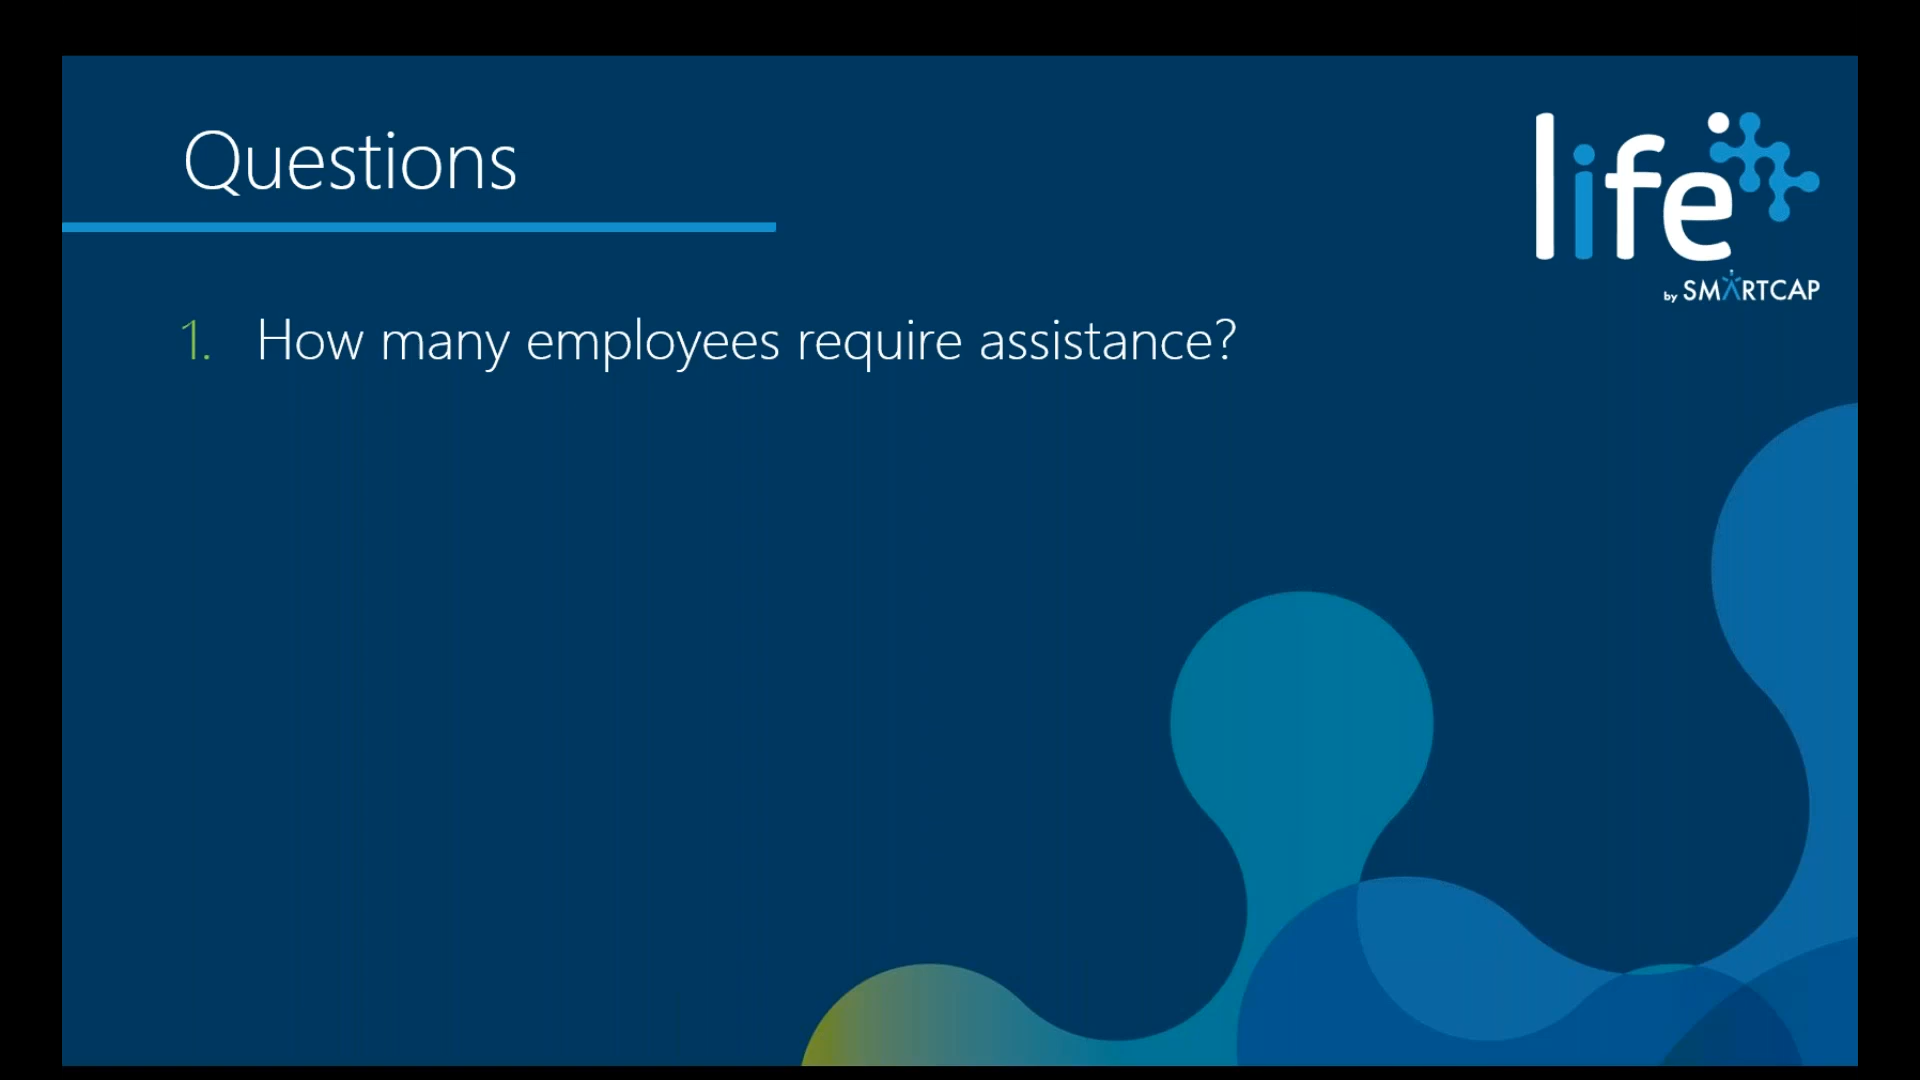 Questions
life
by SMARTCAP
1. How many employees require assistance?